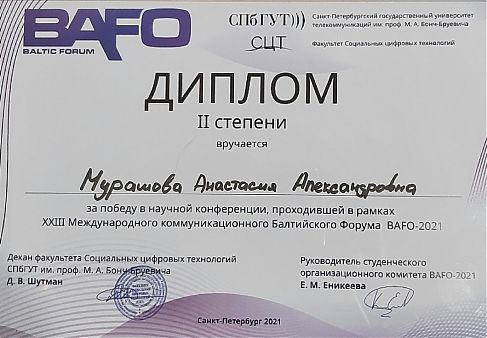 BAFO
BALTIC FORUM
СПбГУТ)))
СЦТ
Санкт-Петербургский государственный университет
телекоммуникаций им. проф. М. А. Бонч-Бруевича
Факультет Социальных цифровых технологий
ДИПЛОМ
II степени
вручается
Мурашова Анастасия Александровна
за победу в научной конференции, проходившей в рамках
XXIII Международного коммуникационного Балтийского Форума BAFO-2021
Декан факультета Социальных цифровых технологий
СПБГУТ им. проф. М. А. Бонч-Бруевича
Д. В. Шутман
Руководитель студенческого
организационного комитета BAFO-2021
Е. М. Еникеева
Санкт-Петербург 2021